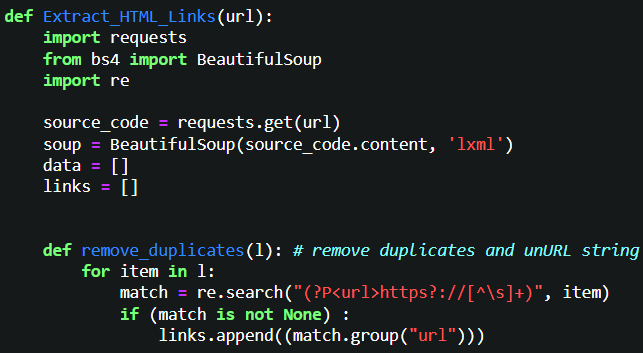 def Extract_HTML_Links(url):
    import requests
    from bs4 import BeautifulSoup
    import re

    source_code = requests.get(url)
    soup = BeautifulSoup(source_code.content, 'lxml')
    data = []
    links = []


    def remove_duplicates(l): # remove duplicates and unURL string
        for item in l:
            match = re.search("(?P<url>https?://[^\s]+)", item)
            if (match is not None) :
                links.append((match.group("url")))